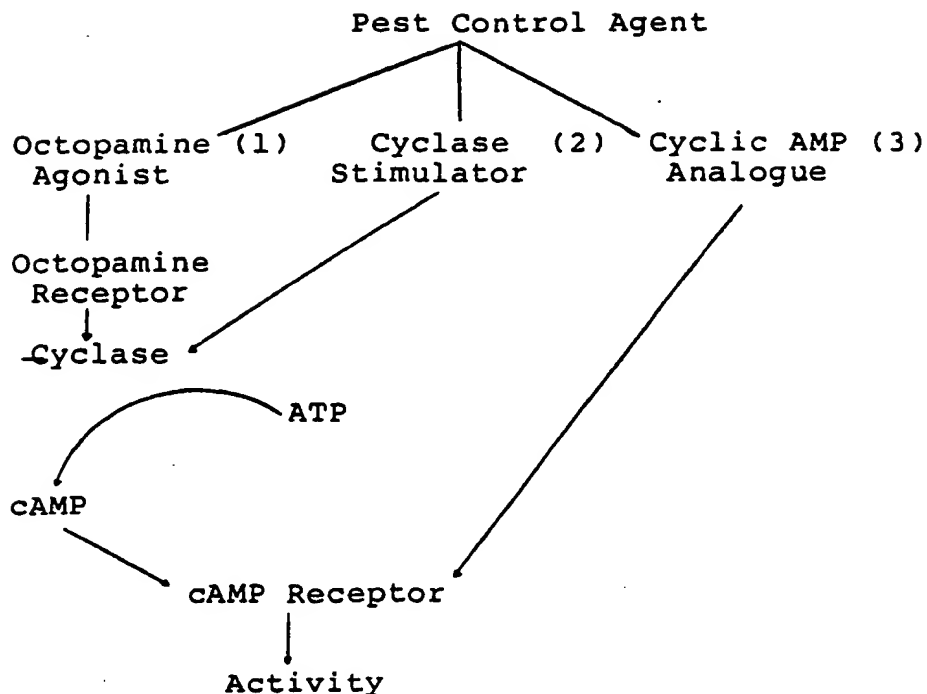 Pest Control Agent
Octopamine (1)
Agonist
Cyclase (2)
Stimulator
Cyclic AMP (3)
Analogue
Octopamine
Receptor
Cyclase
ATP
cAMP
cAMP Receptor
Activity